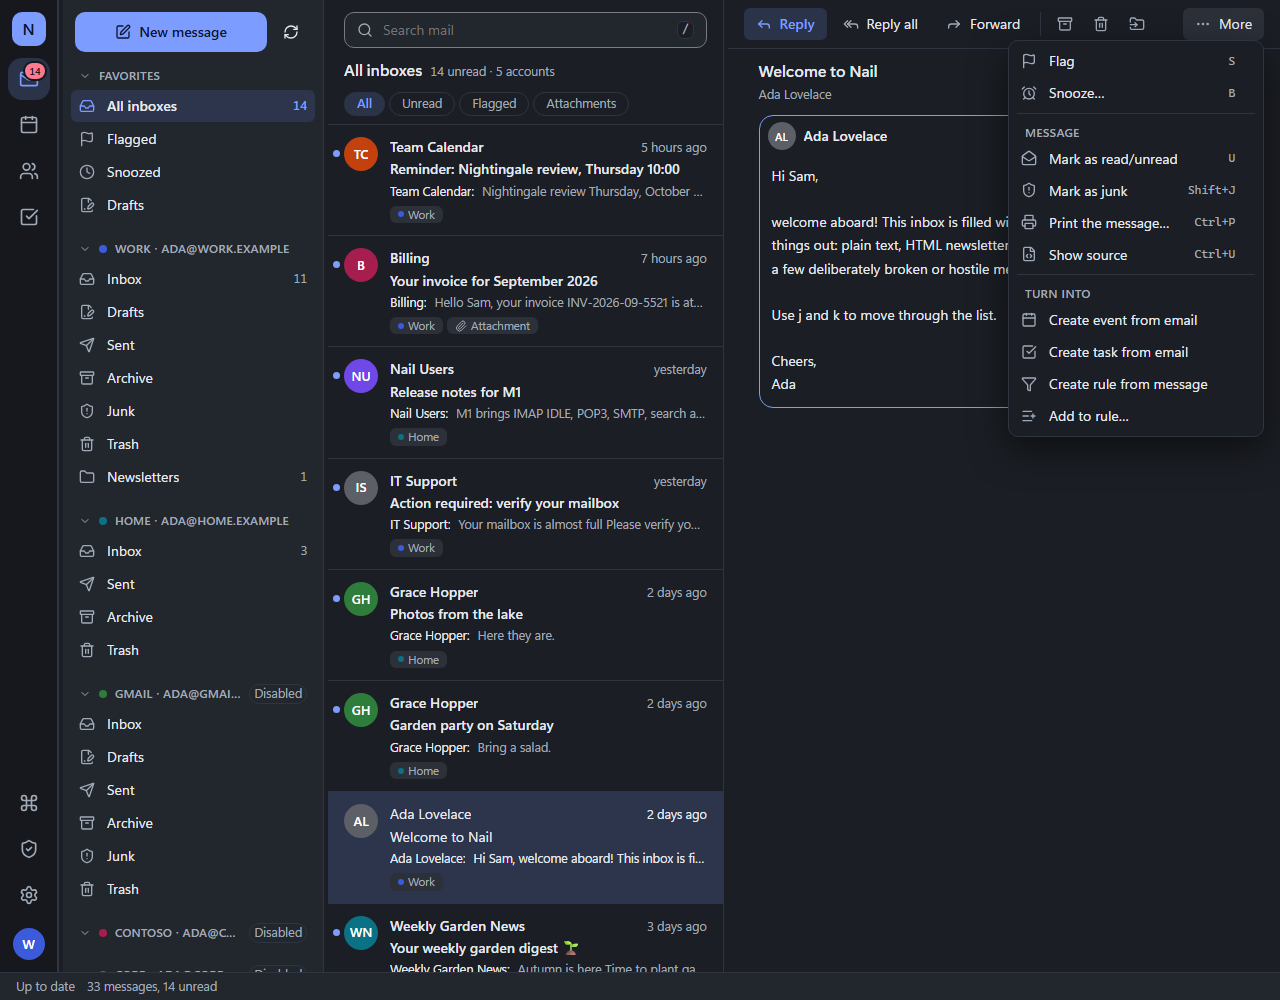 N
14
New message
FAVORITES
All inboxes 14
Flagged
Snoozed
Drafts
WORK · ADA@WORK.EXAMPLE
Inbox 11
Drafts
Sent
Archive
Junk
Trash
Newsletters 1
HOME · ADA@HOME.EXAMPLE
Inbox 3
Sent
Archive
Trash
GMAIL · ADA@GMAI... Disabled
Inbox
Drafts
Sent
Archive
Junk
Trash
CONTOSO · ADA@C... Disabled
W
Search mail /
All inboxes 14 unread · 5 accounts
All Unread Flagged Attachments
TC Team Calendar 5 hours ago
Reminder: Nightingale review, Thursday 10:00
Team Calendar: Nightingale review Thursday, October ...
Work
B Billing 7 hours ago
Your invoice for September 2026
Billing: Hello Sam, your invoice INV-2026-09-5521 is at...
Work Attachment
NU Nail Users yesterday
Release notes for M1
Nail Users: M1 brings IMAP IDLE, POP3, SMTP, search a...
Home
IS IT Support yesterday
Action required: verify your mailbox
IT Support: Your mailbox is almost full Please verify yo...
Work
GH Grace Hopper 2 days ago
Photos from the lake
Grace Hopper: Here they are.
Home
GH Grace Hopper 2 days ago
Garden party on Saturday
Grace Hopper: Bring a salad.
Home
AL Ada Lovelace 2 days ago
Welcome to Nail
Ada Lovelace: Hi Sam, welcome aboard! This inbox is fi...
Work
WN Weekly Garden News 3 days ago
Your weekly garden digest 🌱
Weekly Garden News: Autumn is here Time to plant ga...
Reply Reply all Forward More
Welcome to Nail
Ada Lovelace
AL Ada Lovelace
Hi Sam,
welcome aboard! This inbox is filled wi
things out: plain text, HTML newsletter
a few deliberately broken or hostile me
Use j and k to move through the list.
Cheers,
Ada
Flag S
Snooze... B
MESSAGE
Mark as read/unread U
Mark as junk Shift+J
Print the message... Ctrl+P
Show source Ctrl+U
TURN INTO
Create event from email
Create task from email
Create rule from message
Add to rule...
Up to date 33 messages, 14 unread